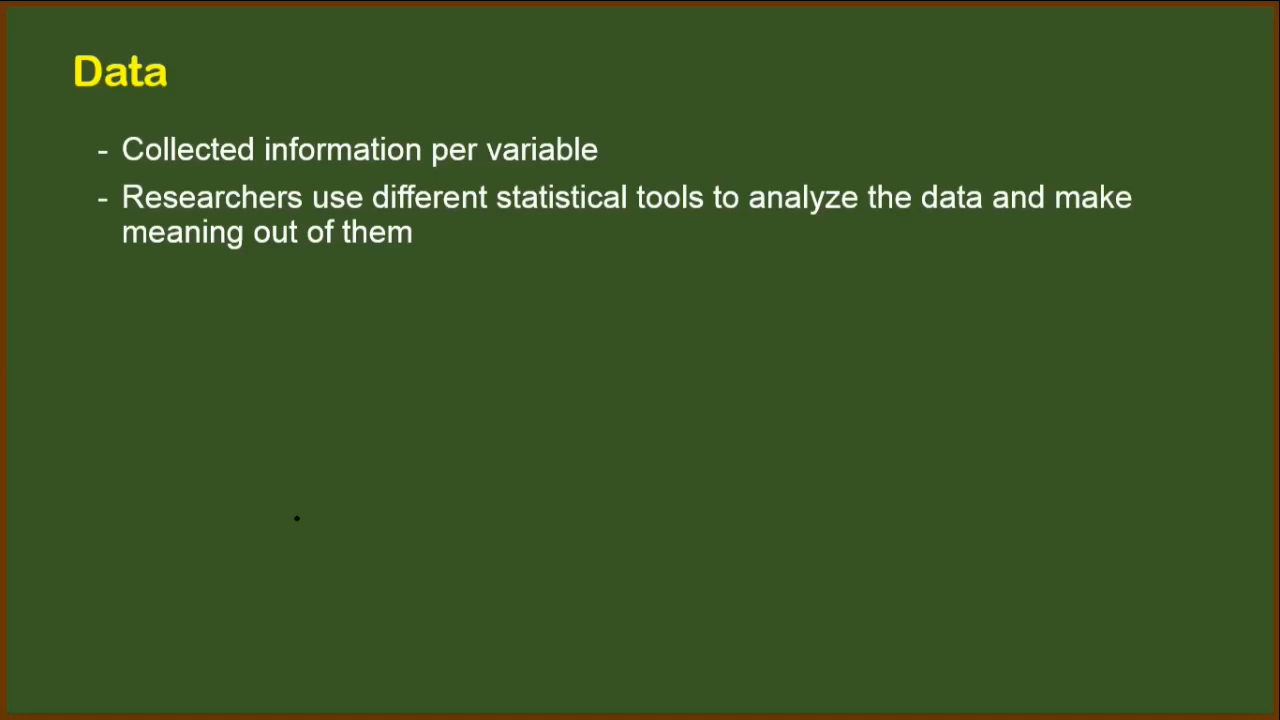 Data
- Collected information per variable
- Researchers use different statistical tools to analyze the data and make
meaning out of them